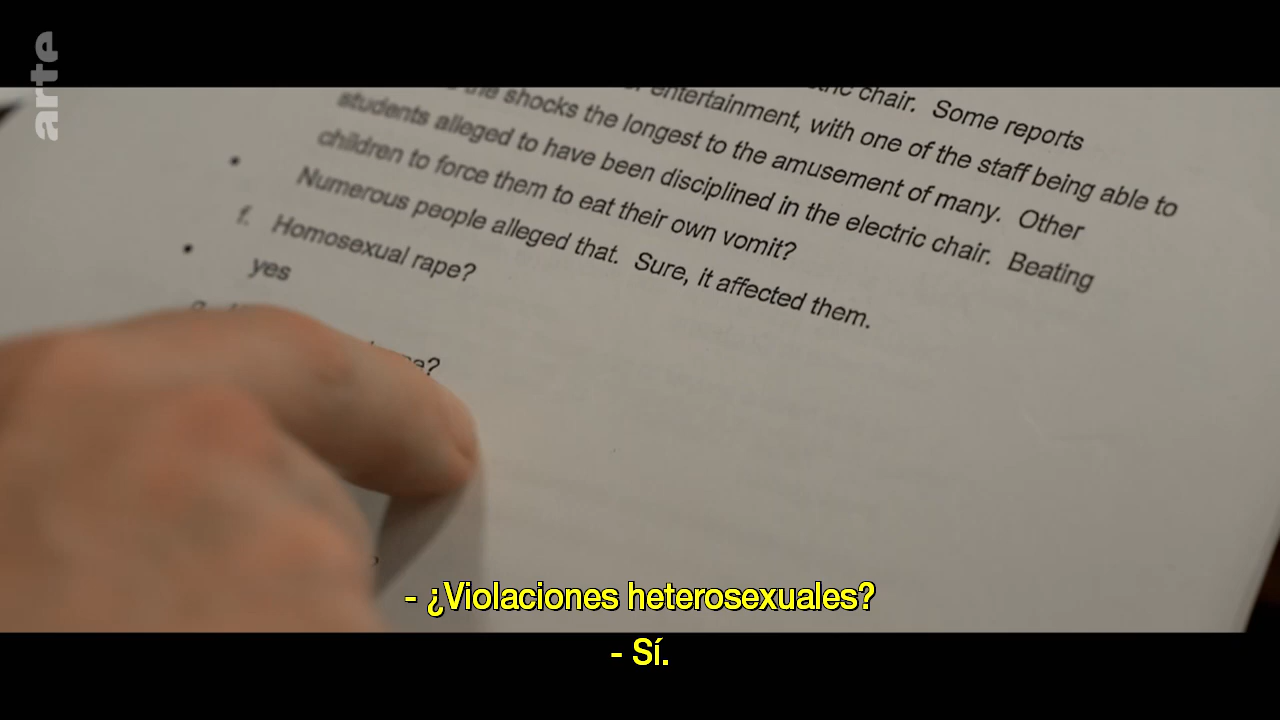 arte
chair. Some reports
entertainment, with one of the staff being able to
the shocks the longest to the amusement of many. Other
students alleged to have been disciplined in the electric chair. Beating
children to force them to eat their own vomit?
• Numerous people alleged that. Sure, it affected them.
f. Homosexual rape?
• yes
- ¿Violaciones heterosexuales?
- Sí.